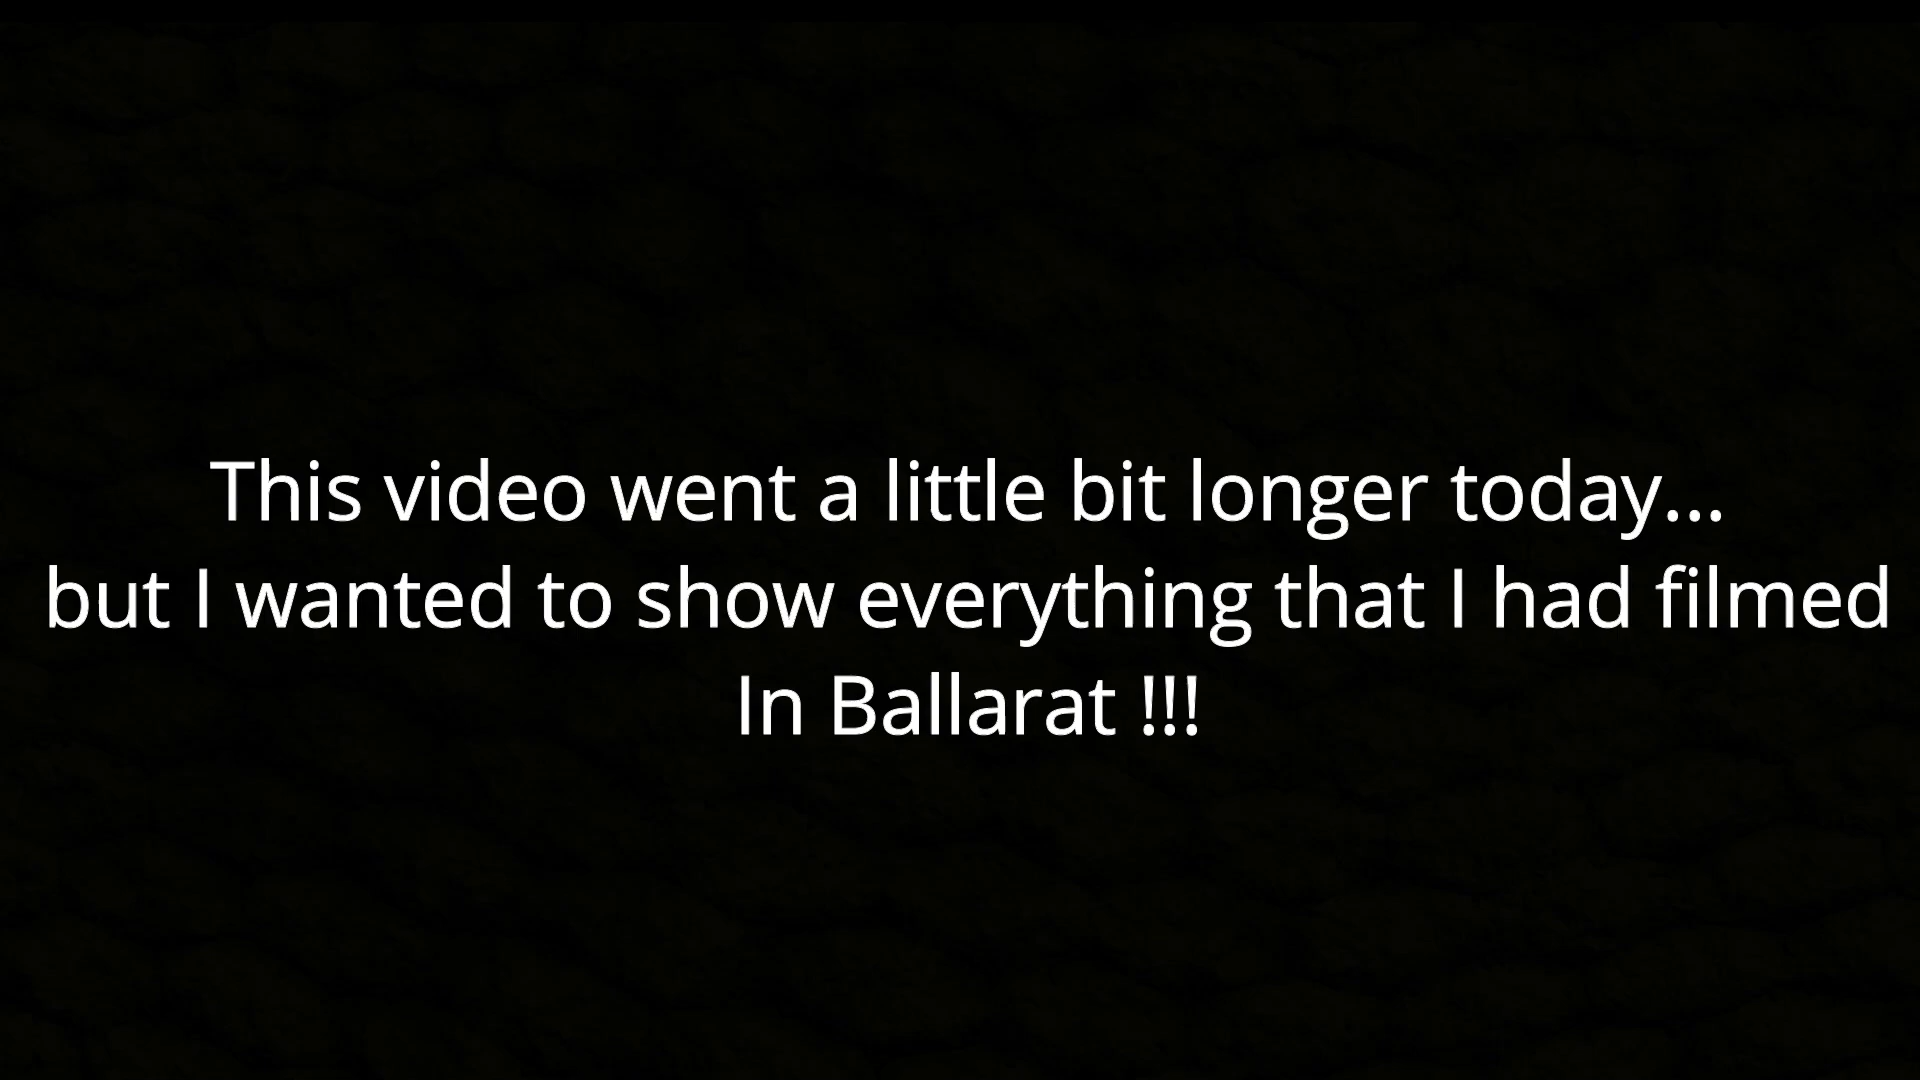 This video went a little bit longer today...
but I wanted to show everything that I had filmed
In Ballarat !!!